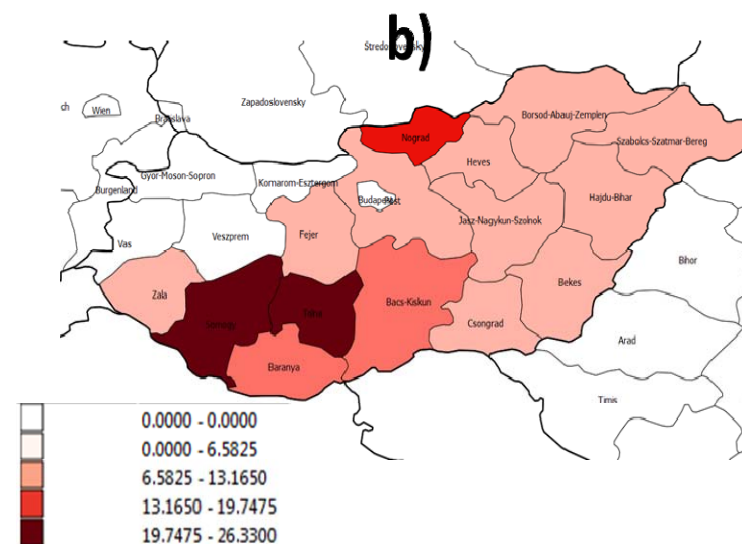 b)
Stredoslovensky
ch
Wien
Zapadoslovensky
Bratislava
Nograd
Borsod-Abauj-Zemplen
Szabolcs-Szatmar-Bereg
Heves
Gyor-Moson-Sopron
Komarom-Esztergom
Burgenland
Budapest
Pest
Hajdu-Bihar
Jasz-Nagykun-Szolnok
Vas
Veszprem
Fejer
Bihor
Bekes
Zala
Bacs-Kiskun
Somogy
Tolna
Csongrad
Arad
Baranya
Timis
0.0000 - 0.0000
0.0000 - 6.5825
6.5825 - 13.1650
13.1650 - 19.7475
19.7475 - 26.3300